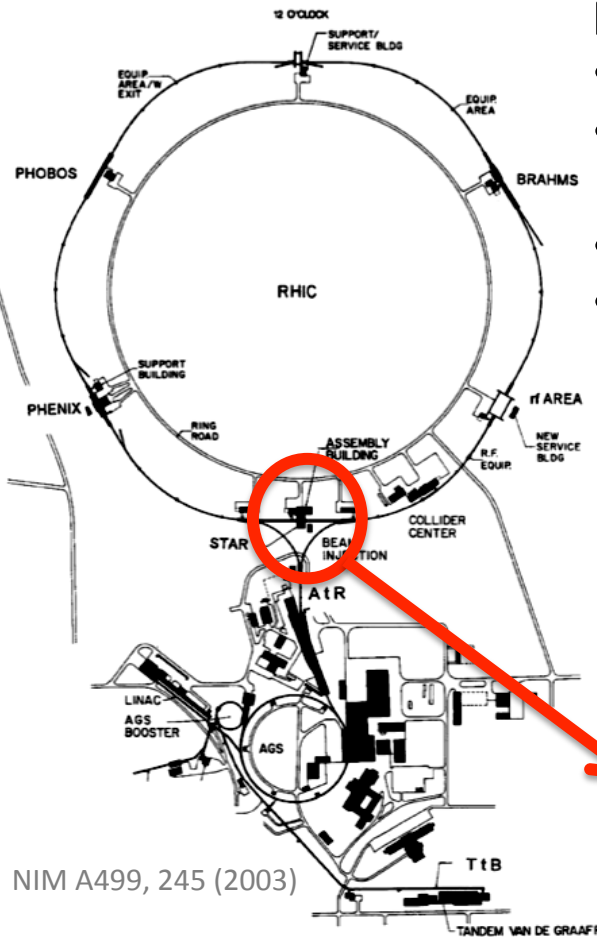 12 O'CLOCK
SUPPORT/
SERVICE BLDG
EQUIP.
AREA/W
EXIT
EQUIP.
AREA
PHOBOS
BRAHMS
RHIC
SUPPORT
BUILDING
PHENIX
RING
ROAD
rf AREA
NEW
SERVICE
BLDG
R.F.
EQUIP.
ASSEMBLY
BUILDING
COLLIDER
CENTER
STAR
BEAM
INJECTION
AtR
LINAC
AGS
BOOSTER
AGS
NIM A499, 245 (2003)
TtB
TANDEM VAN DE GRAAFF